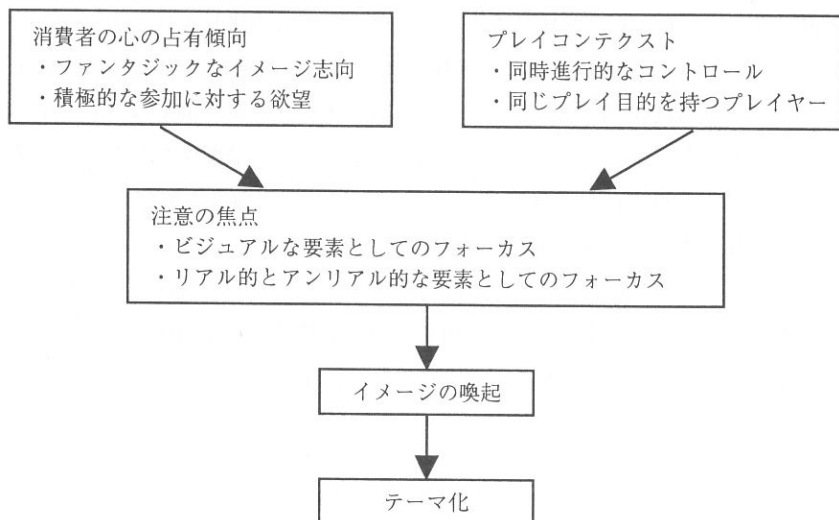 消費者の心の占有傾向
・ファンタジックなイメージ志向
・積極的な参加に対する欲望
プレイコンテクスト
・同時進行的なコントロール
・同じプレイ目的を持つプレイヤー
注意の焦点
・ビジュアルな要素としてのフォーカス
・リアル的とアンリアル的な要素としてのフォーカス
イメージの喚起
テーマ化